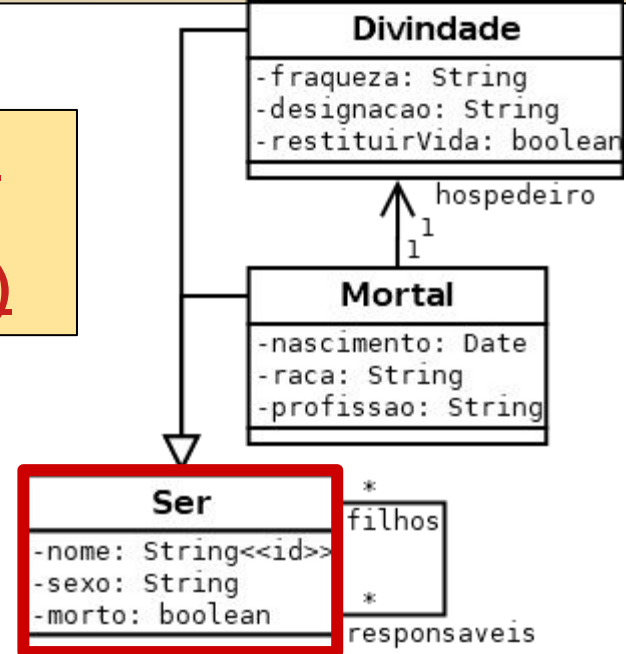 Divindade
-fraqueza: String
-designacao: String
-restituirVida: boolean
hospedeiro
1
1
Mortal
-nascimento: Date
-raca: String
-profissao: String
Ser
-nome: String<<id>>
-sexo: String
-morto: boolean
*
filhos
*
responsaveis